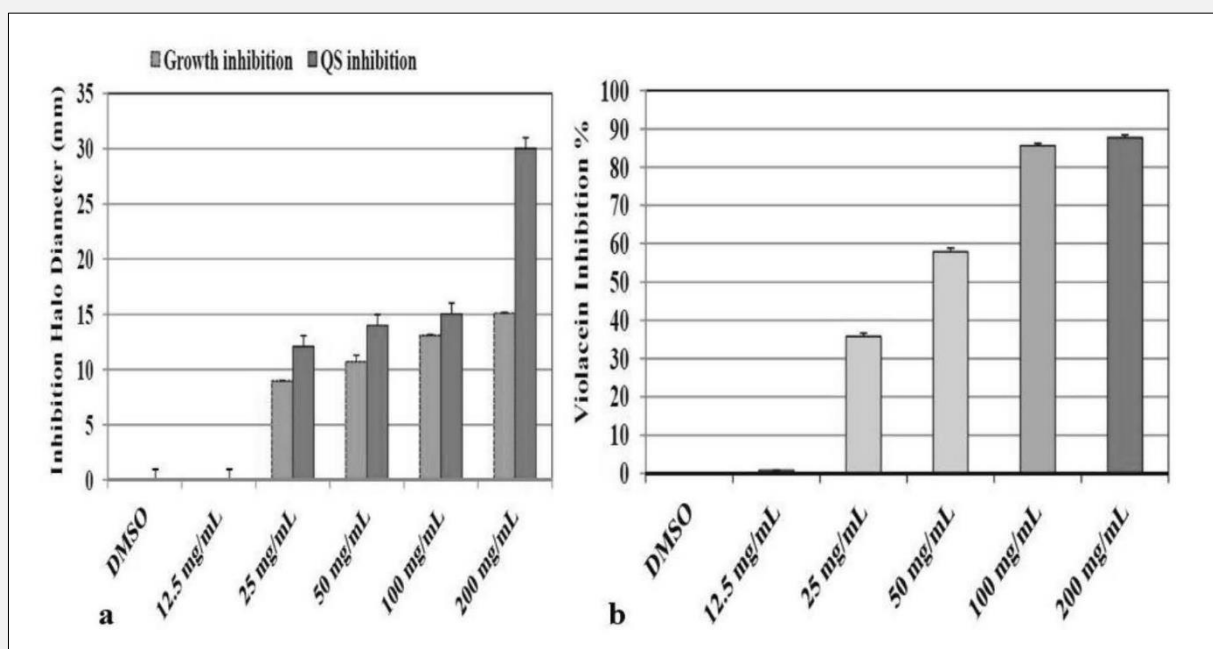 Growth inhibition QS inhibition
Inhibition Halo Diameter (mm)
35
30
25
20
15
10
5
0
DMSO
12.5 mg/mL
25 mg/mL
50 mg/mL
100 mg/mL
200 mg/mL
a
Violaccin Inhibition %
100
90
80
70
60
50
40
30
20
10
0
DMSO
12.5 mg/mL
25 mg/mL
50 mg/mL
100 mg/mL
200 mg/mL
b